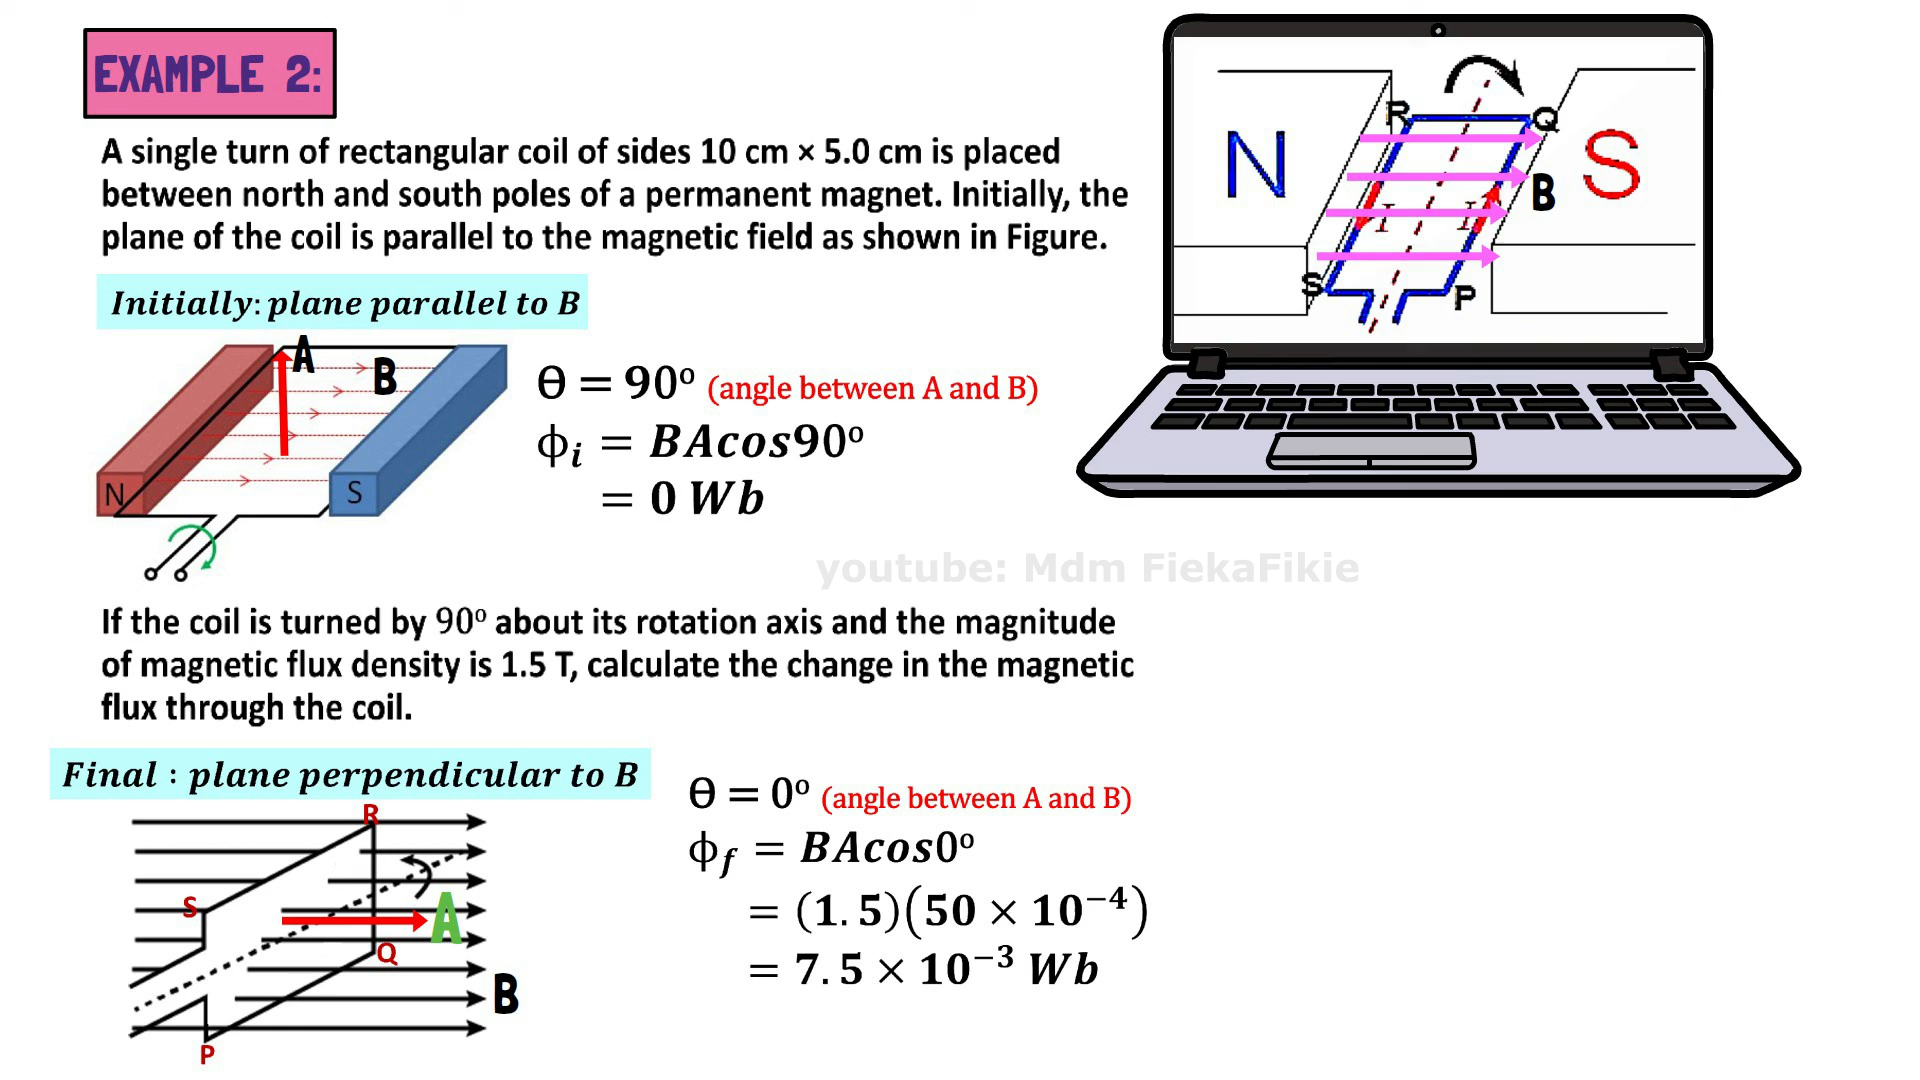 EXAMPLE 2:
A single turn of rectangular coil of sides 10 cm × 5.0 cm is placed
between north and south poles of a permanent magnet. Initially, the
plane of the coil is parallel to the magnetic field as shown in Figure.
Initially: plane parallel to B
A
B
N
S
θ = 90° (angle between A and B)
ϕᵢ = BAcos90°
= 0 Wb
R
Q
N
S
B
I
I
S
P
youtube: Mdm FiekaFikie
If the coil is turned by 90° about its rotation axis and the magnitude
of magnetic flux density is 1.5 T, calculate the change in the magnetic
flux through the coil.
Final : plane perpendicular to B
R
S
A
Q
B
P
θ = 0° (angle between A and B)
ϕ_f = BAcos0°
= (1.5)(50 × 10⁻⁴)
= 7.5 × 10⁻³ Wb